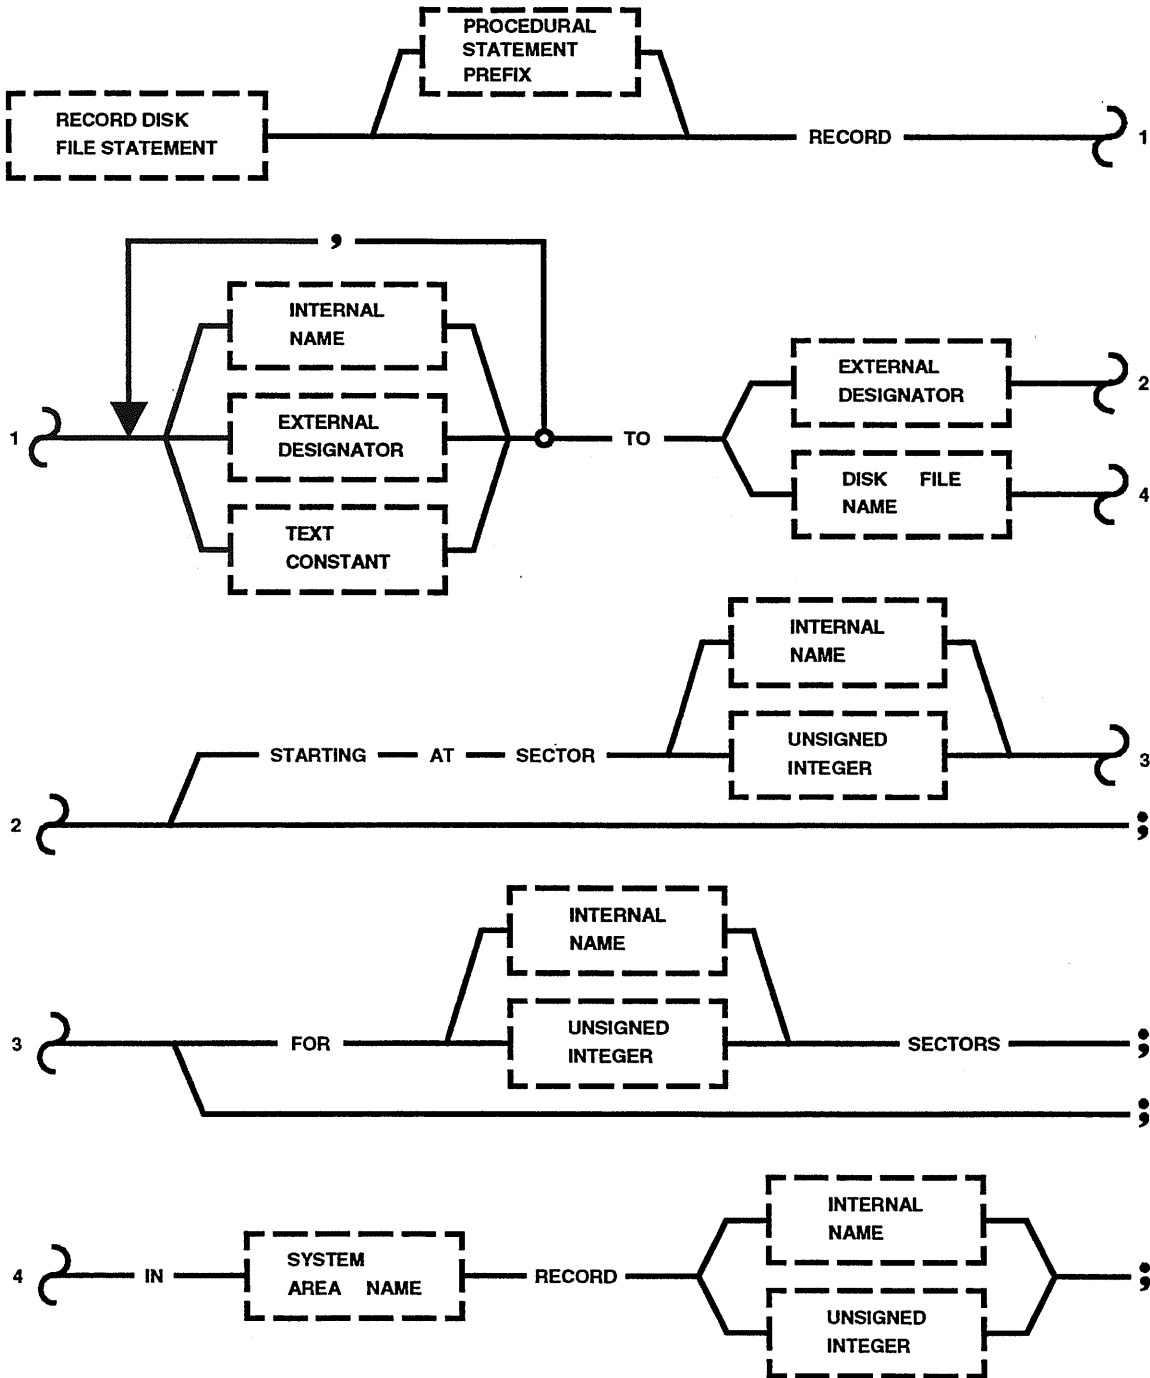 PROCEDURAL
STATEMENT
PREFIX
RECORD DISK
FILE STATEMENT
RECORD
1
,
INTERNAL
NAME
1
EXTERNAL
DESIGNATOR
TEXT
CONSTANT
TO
EXTERNAL
DESIGNATOR
2
DISK FILE
NAME
4
INTERNAL
NAME
STARTING AT SECTOR
UNSIGNED
INTEGER
3
2
;
INTERNAL
NAME
3
FOR
UNSIGNED
INTEGER
SECTORS
;
;
INTERNAL
NAME
4
IN
SYSTEM
AREA NAME
RECORD
;
UNSIGNED
INTEGER